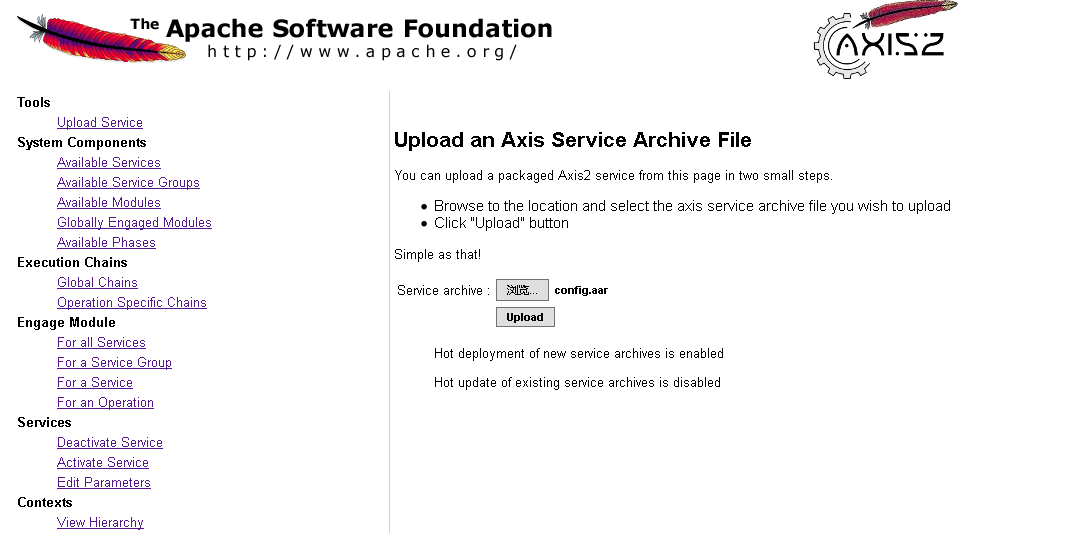 The Apache Software Foundation
http://www.apache.org/
AXIS2
Tools
Upload Service
System Components
Available Services
Available Service Groups
Available Modules
Globally Engaged Modules
Available Phases
Execution Chains
Global Chains
Operation Specific Chains
Engage Module
For all Services
For a Service Group
For a Service
For an Operation
Services
Deactivate Service
Activate Service
Edit Parameters
Contexts
View Hierarchy
Upload an Axis Service Archive File
You can upload a packaged Axis2 service from this page in two small steps.
Browse to the location and select the axis service archive file you wish to upload
Click "Upload" button
Simple as that!
Service archive : 浏览... config.aar
Upload
Hot deployment of new service archives is enabled
Hot update of existing service archives is disabled